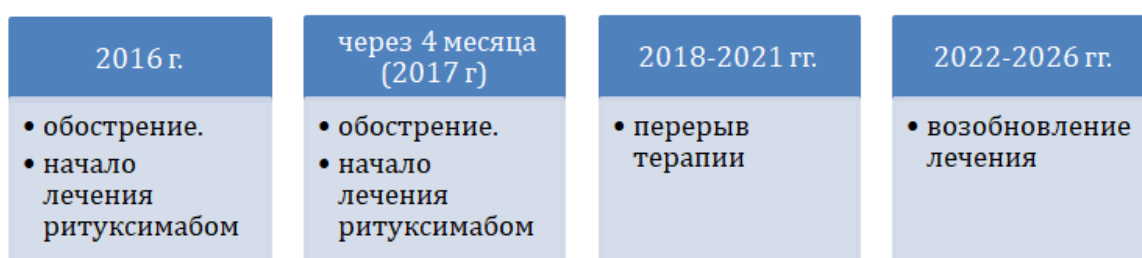 2016 г.
• обострение.
• начало
лечения
ритуксимабом
через 4 месяца
(2017 г)
• обострение.
• начало
лечения
ритуксимабом
2018-2021 гг.
• перерыв
терапии
2022-2026 гг.
• возобновление
лечения